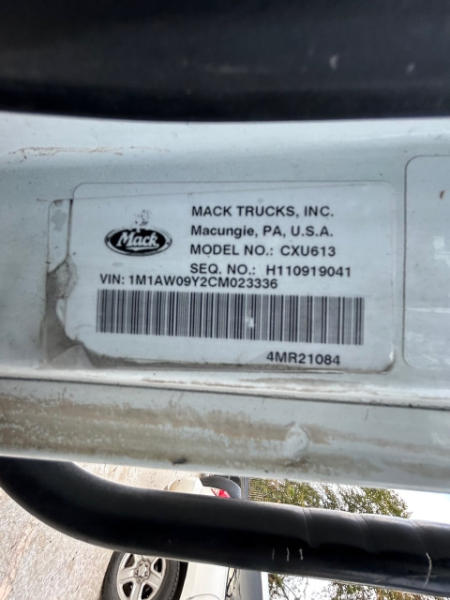 Mack
MACK TRUCKS, INC.
Macungie, PA, U.S.A.
MODEL NO.: CXU613
SEQ. NO.: H110919041
VIN: 1M1AW09Y2CM023336
4MR21084